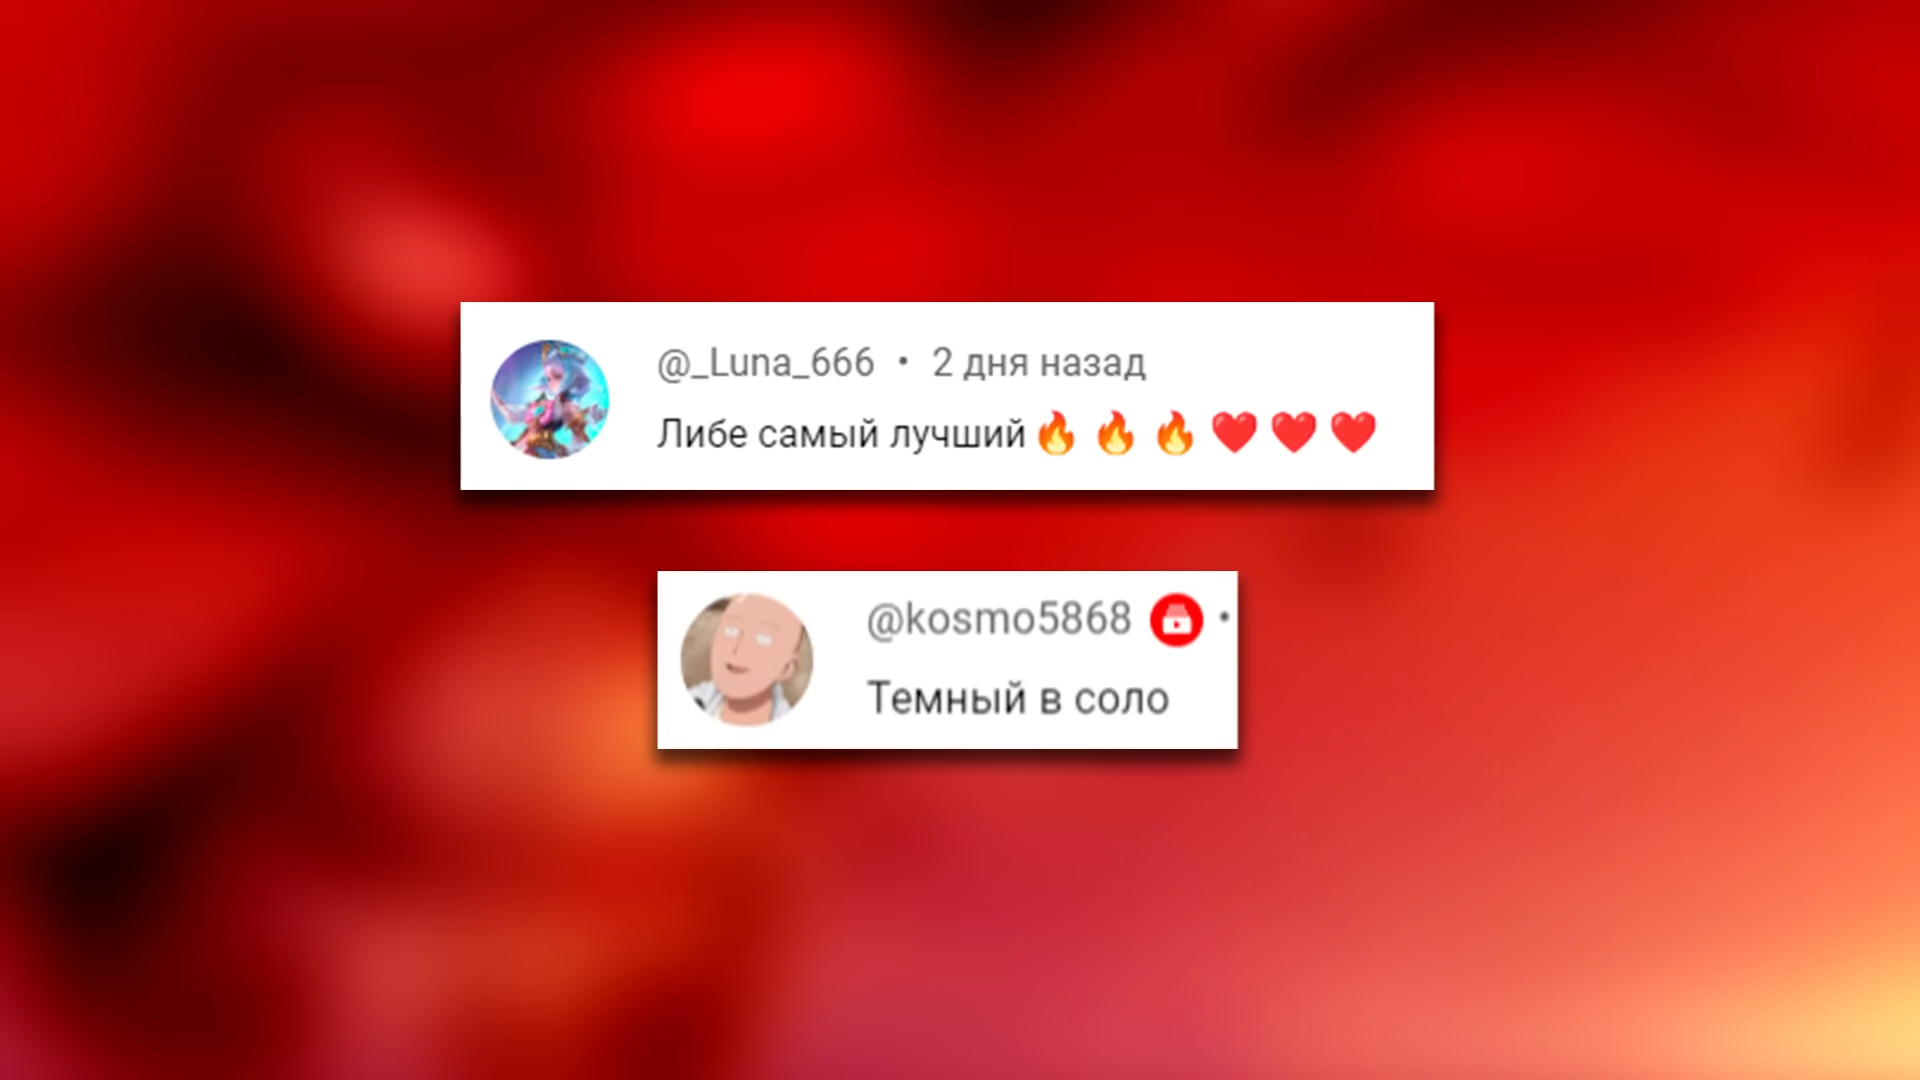 @_Luna_666 • 2 дня назад
Либе самый лучший🔥🔥🔥❤️❤️❤️
@kosmo5868 •
Темный в соло